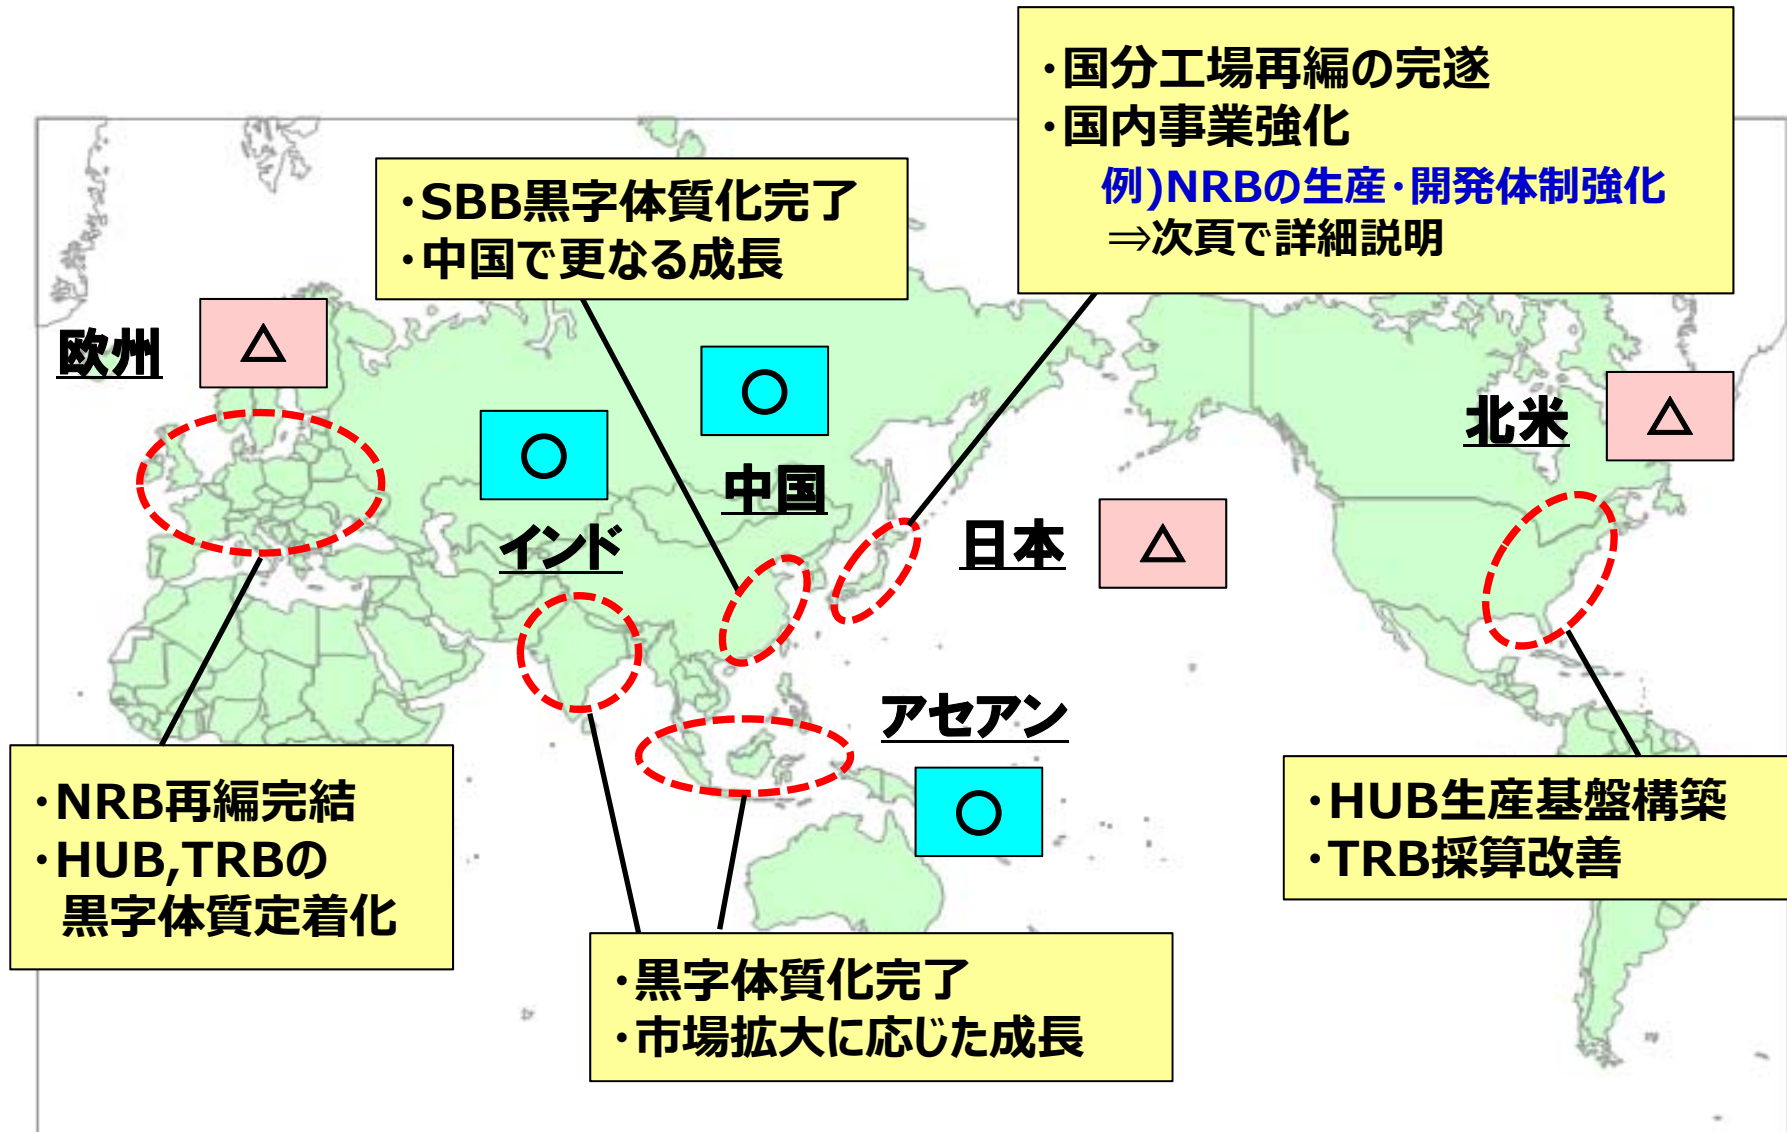 ・国分工場再編の完遂
・国内事業強化
例)NRBの生産・開発体制強化
⇒次頁で詳細説明
・SBB黒字体質化完了
・中国で更なる成長
欧州
△
○
中国
○
インド
北米
△
日本
△
アセアン
○
・NRB再編完結
・HUB,TRBの
黒字体質定着化
・HUB生産基盤構築
・TRB採算改善
・黒字体質化完了
・市場拡大に応じた成長